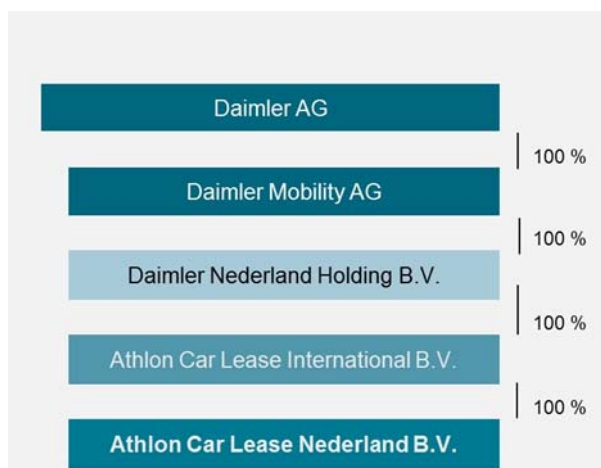 Daimler AG
100 %
Daimler Mobility AG
100 %
Daimler Nederland Holding B.V.
100 %
Athlon Car Lease International B.V.
100 %
Athlon Car Lease Nederland B.V.